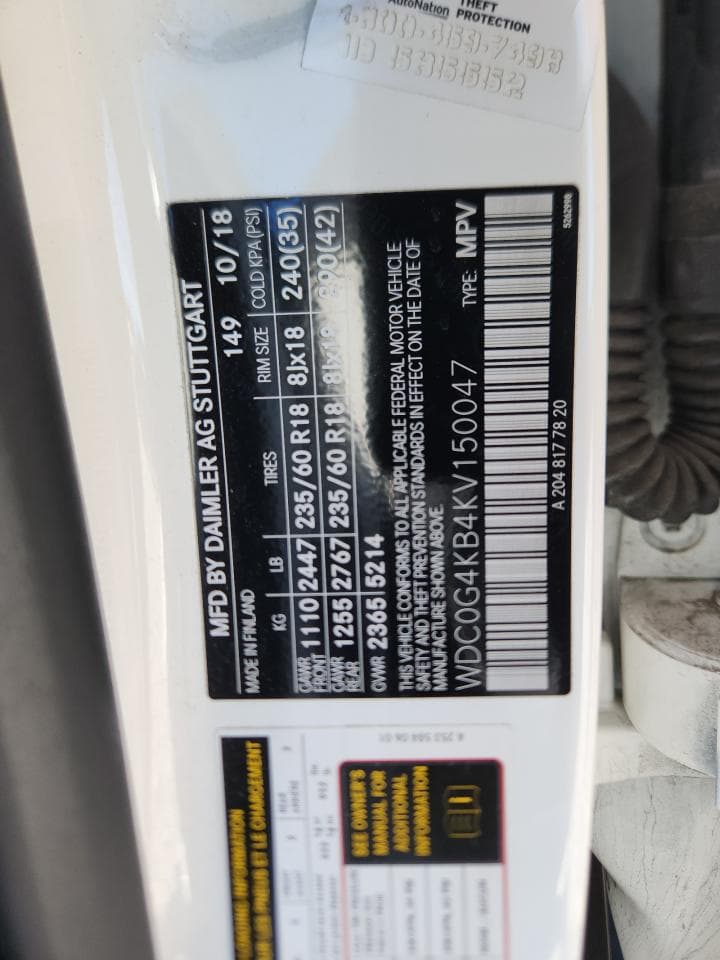 AutoNation THEFT
PROTECTION
MFD BY DAIMLER AG STUTTGART
MADE IN FINLAND 149 10/18
KG LB TIRES RIM SIZE COLD KPA(PSI)
GAWR FRONT 1110 2447 235/60 R18 8Jx18 240(35)
GAWR REAR 1255 2767 235/60 R18 8Jx18 290(42)
GVWR 2365 5214
THIS VEHICLE CONFORMS TO ALL APPLICABLE FEDERAL MOTOR VEHICLE
SAFETY AND THEFT PREVENTION STANDARDS IN EFFECT ON THE DATE OF
MANUFACTURE SHOWN ABOVE.
WDC0G4KB4KV150047 TYPE: MPV
A 204 817 78 20
5262998
SEE OWNER'S
MANUAL FOR
ADDITIONAL
INFORMATION